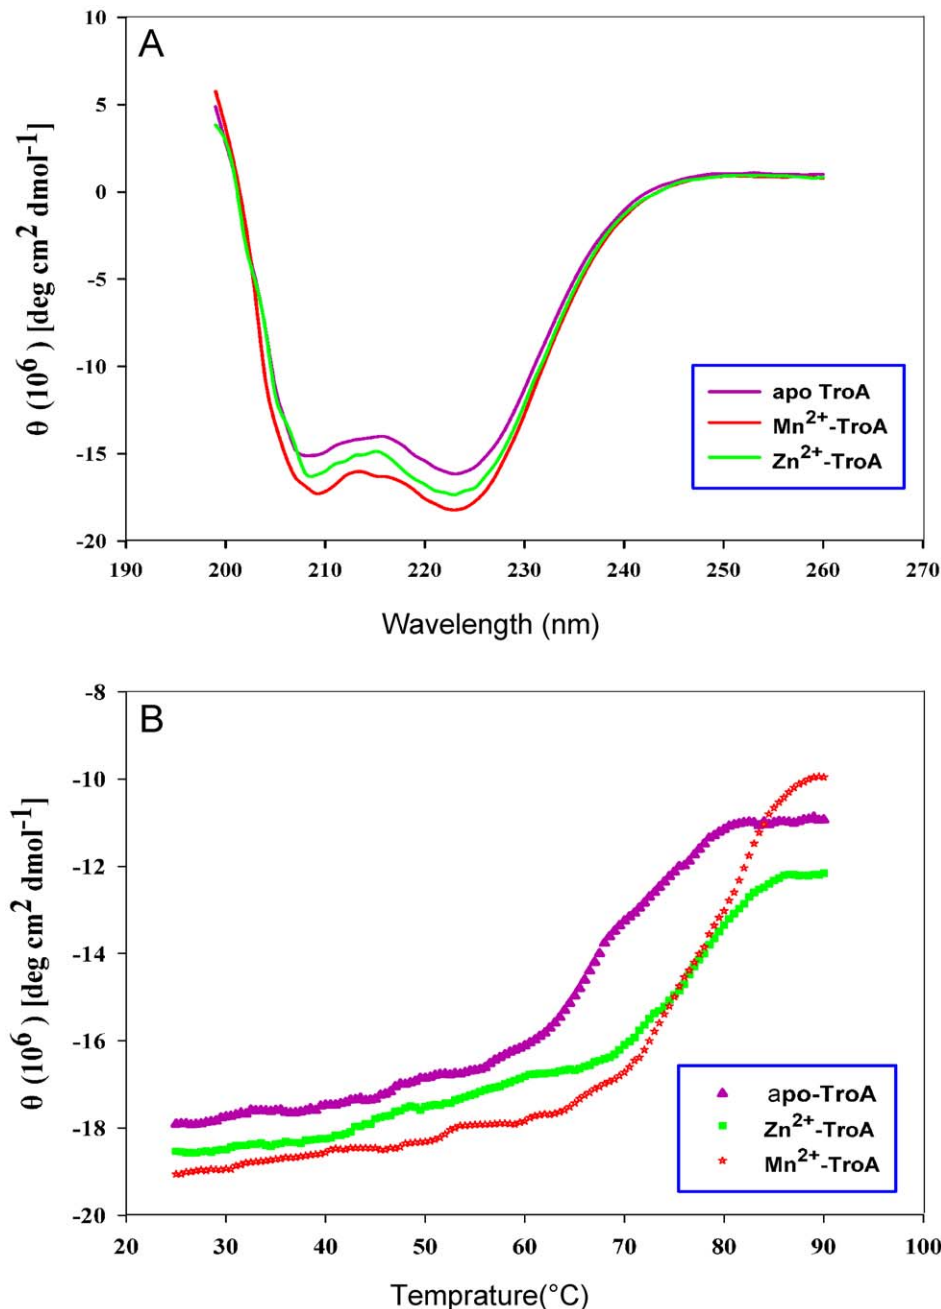 A
10
5
0
-5
-10
-15
-20
θ (10⁶) [deg cm² dmol⁻¹]
apo TroA
Mn²⁺-TroA
Zn²⁺-TroA
190 200 210 220 230 240 250 260 270
Wavelength (nm)
B
-8
-10
-12
-14
-16
-18
-20
θ (10⁶) [deg cm² dmol⁻¹]
apo-TroA
Zn²⁺-TroA
Mn²⁺-TroA
20 30 40 50 60 70 80 90 100
Temprature(°C)